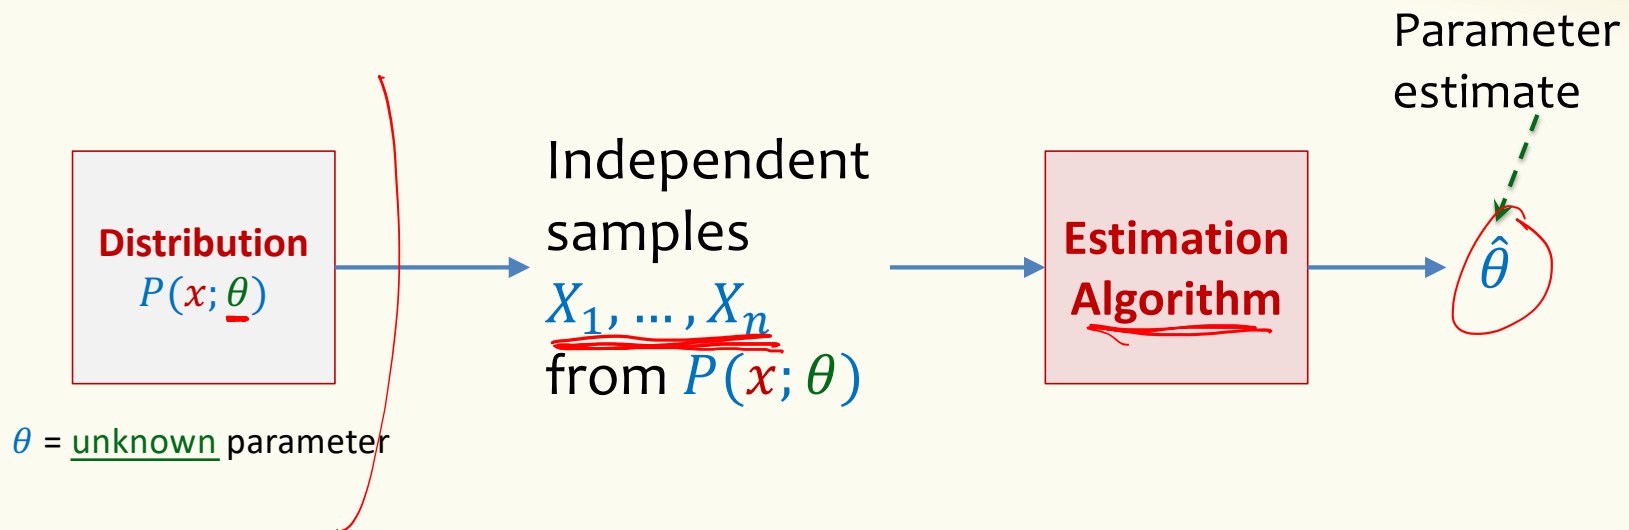 Parameter
estimate
Distribution
P(x; θ)
θ = unknown parameter
Independent
samples
X₁, … , Xₙ
from P(x; θ)
Estimation
Algorithm
θ̂